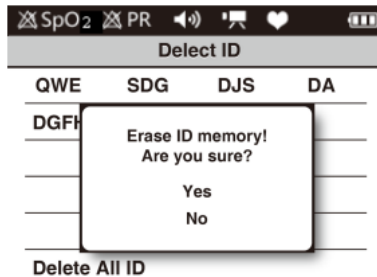 SpO2 PR
Delect ID
QWE SDG DJS DA
DGFH
Erase ID memory!
Are you sure?
Yes
No
Delete All ID